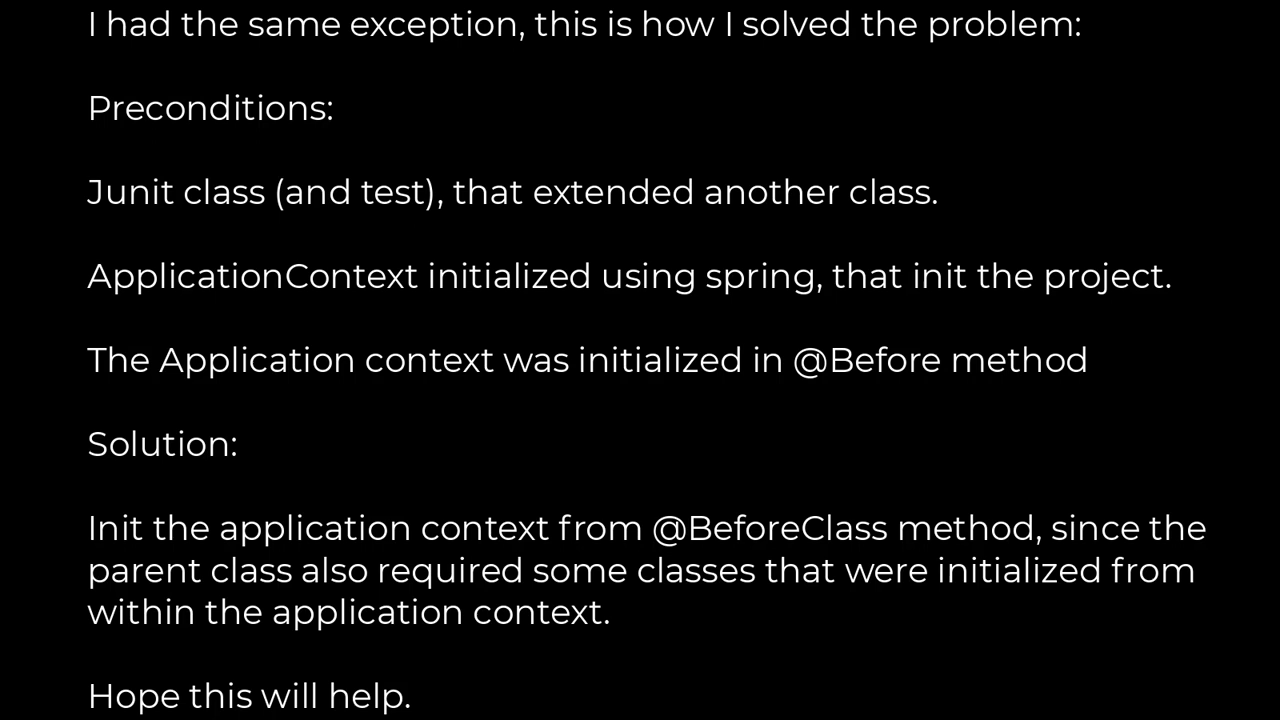 I had the same exception, this is how I solved the problem:
Preconditions:
Junit class (and test), that extended another class.
ApplicationContext initialized using spring, that init the project.
The Application context was initialized in @Before method
Solution:
Init the application context from @BeforeClass method, since the
parent class also required some classes that were initialized from
within the application context.
Hope this will help.